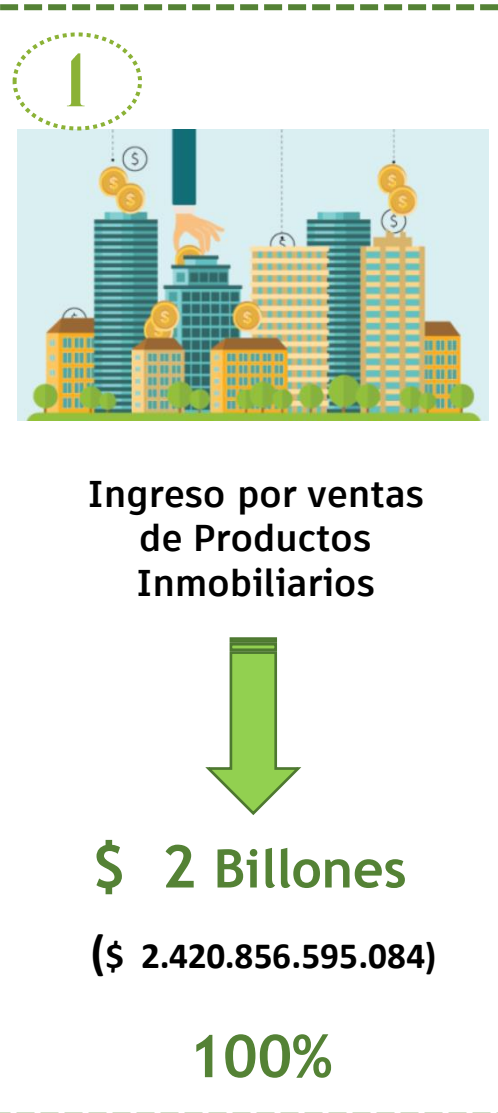 1
Ingreso por ventas
de Productos
Inmobiliarios
$ 2 Billones
($ 2.420.856.595.084)
100%